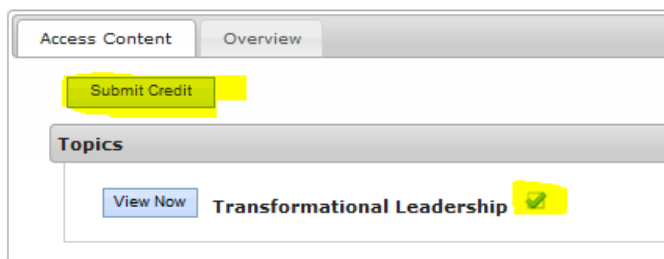 Access Content Overview
Submit Credit
Topics
View Now Transformational Leadership